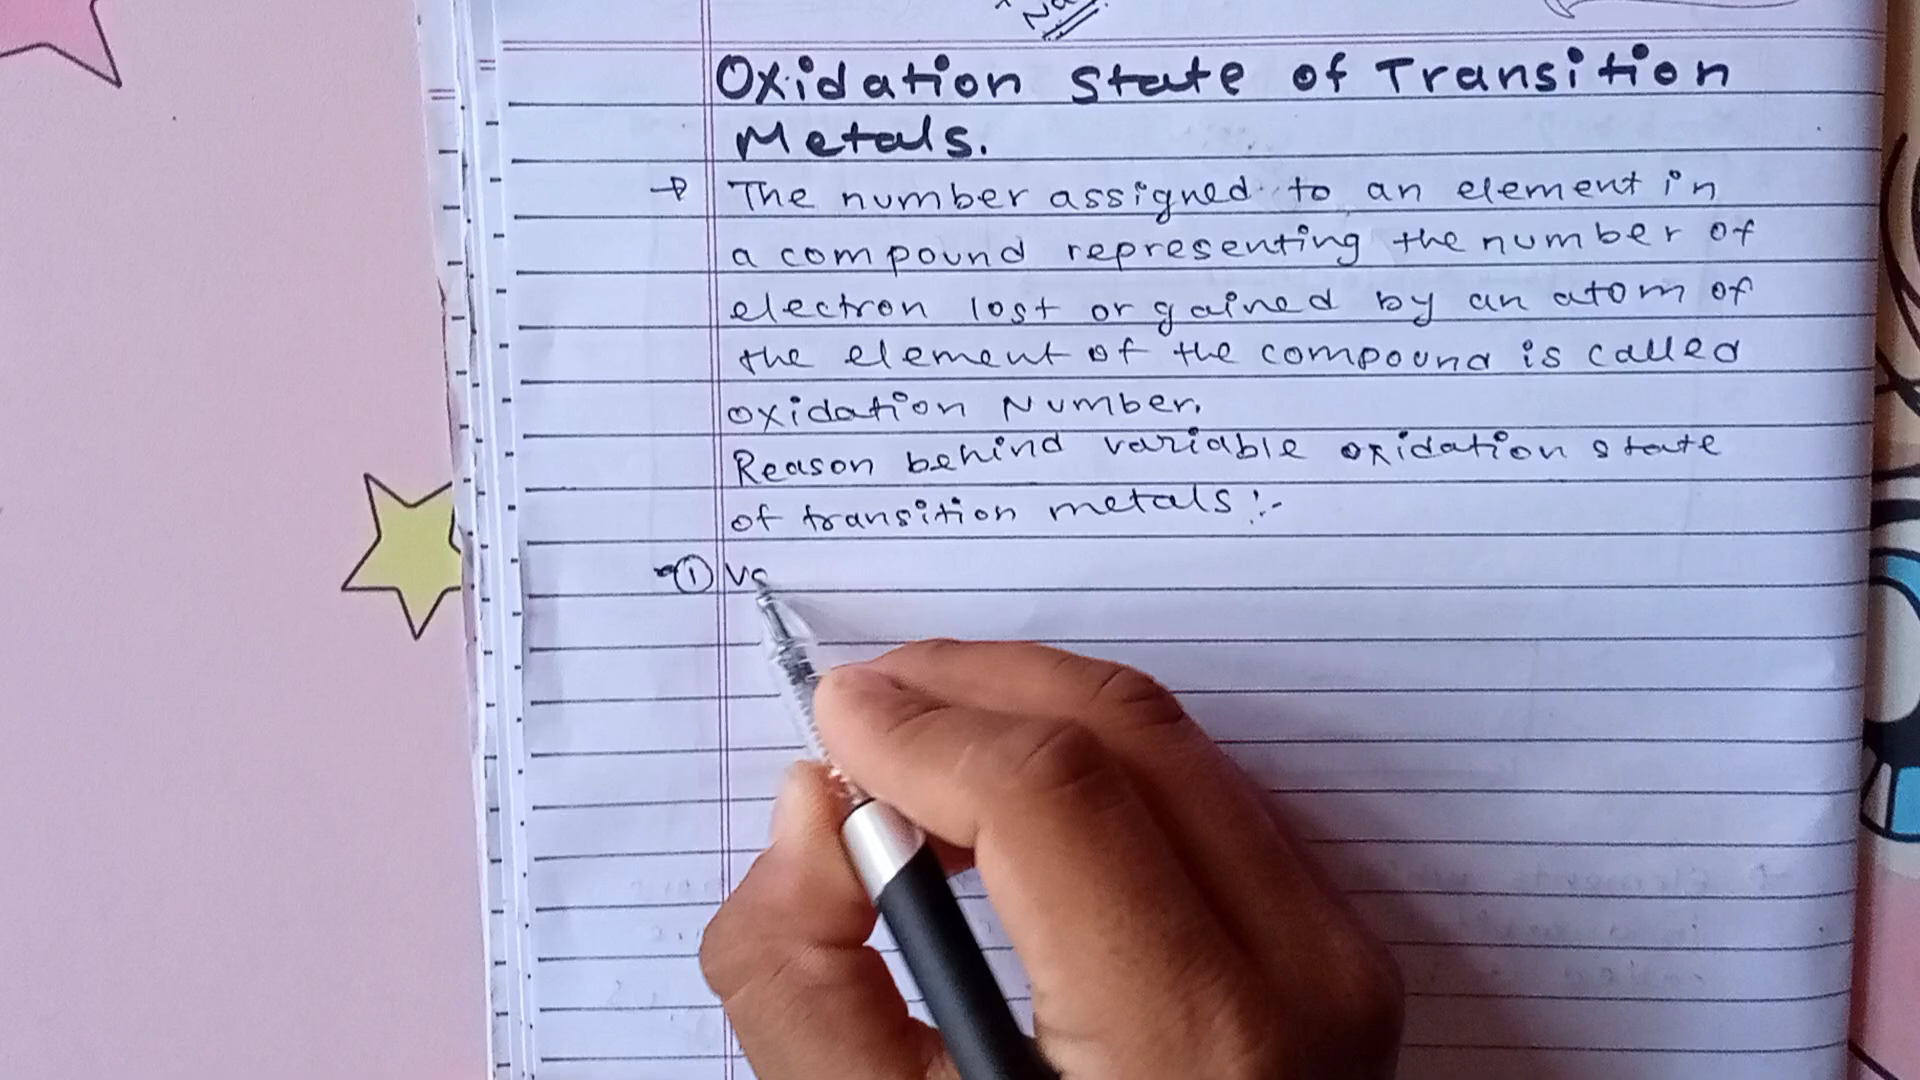 Oxidation State of Transition
Metals.
→ The number assigned to an element in
a compound representing the number of
electron lost or gained by an atom of
the element of the compound is called
oxidation Number.
Reason behind variable oxidation state
of transition metals :-
①